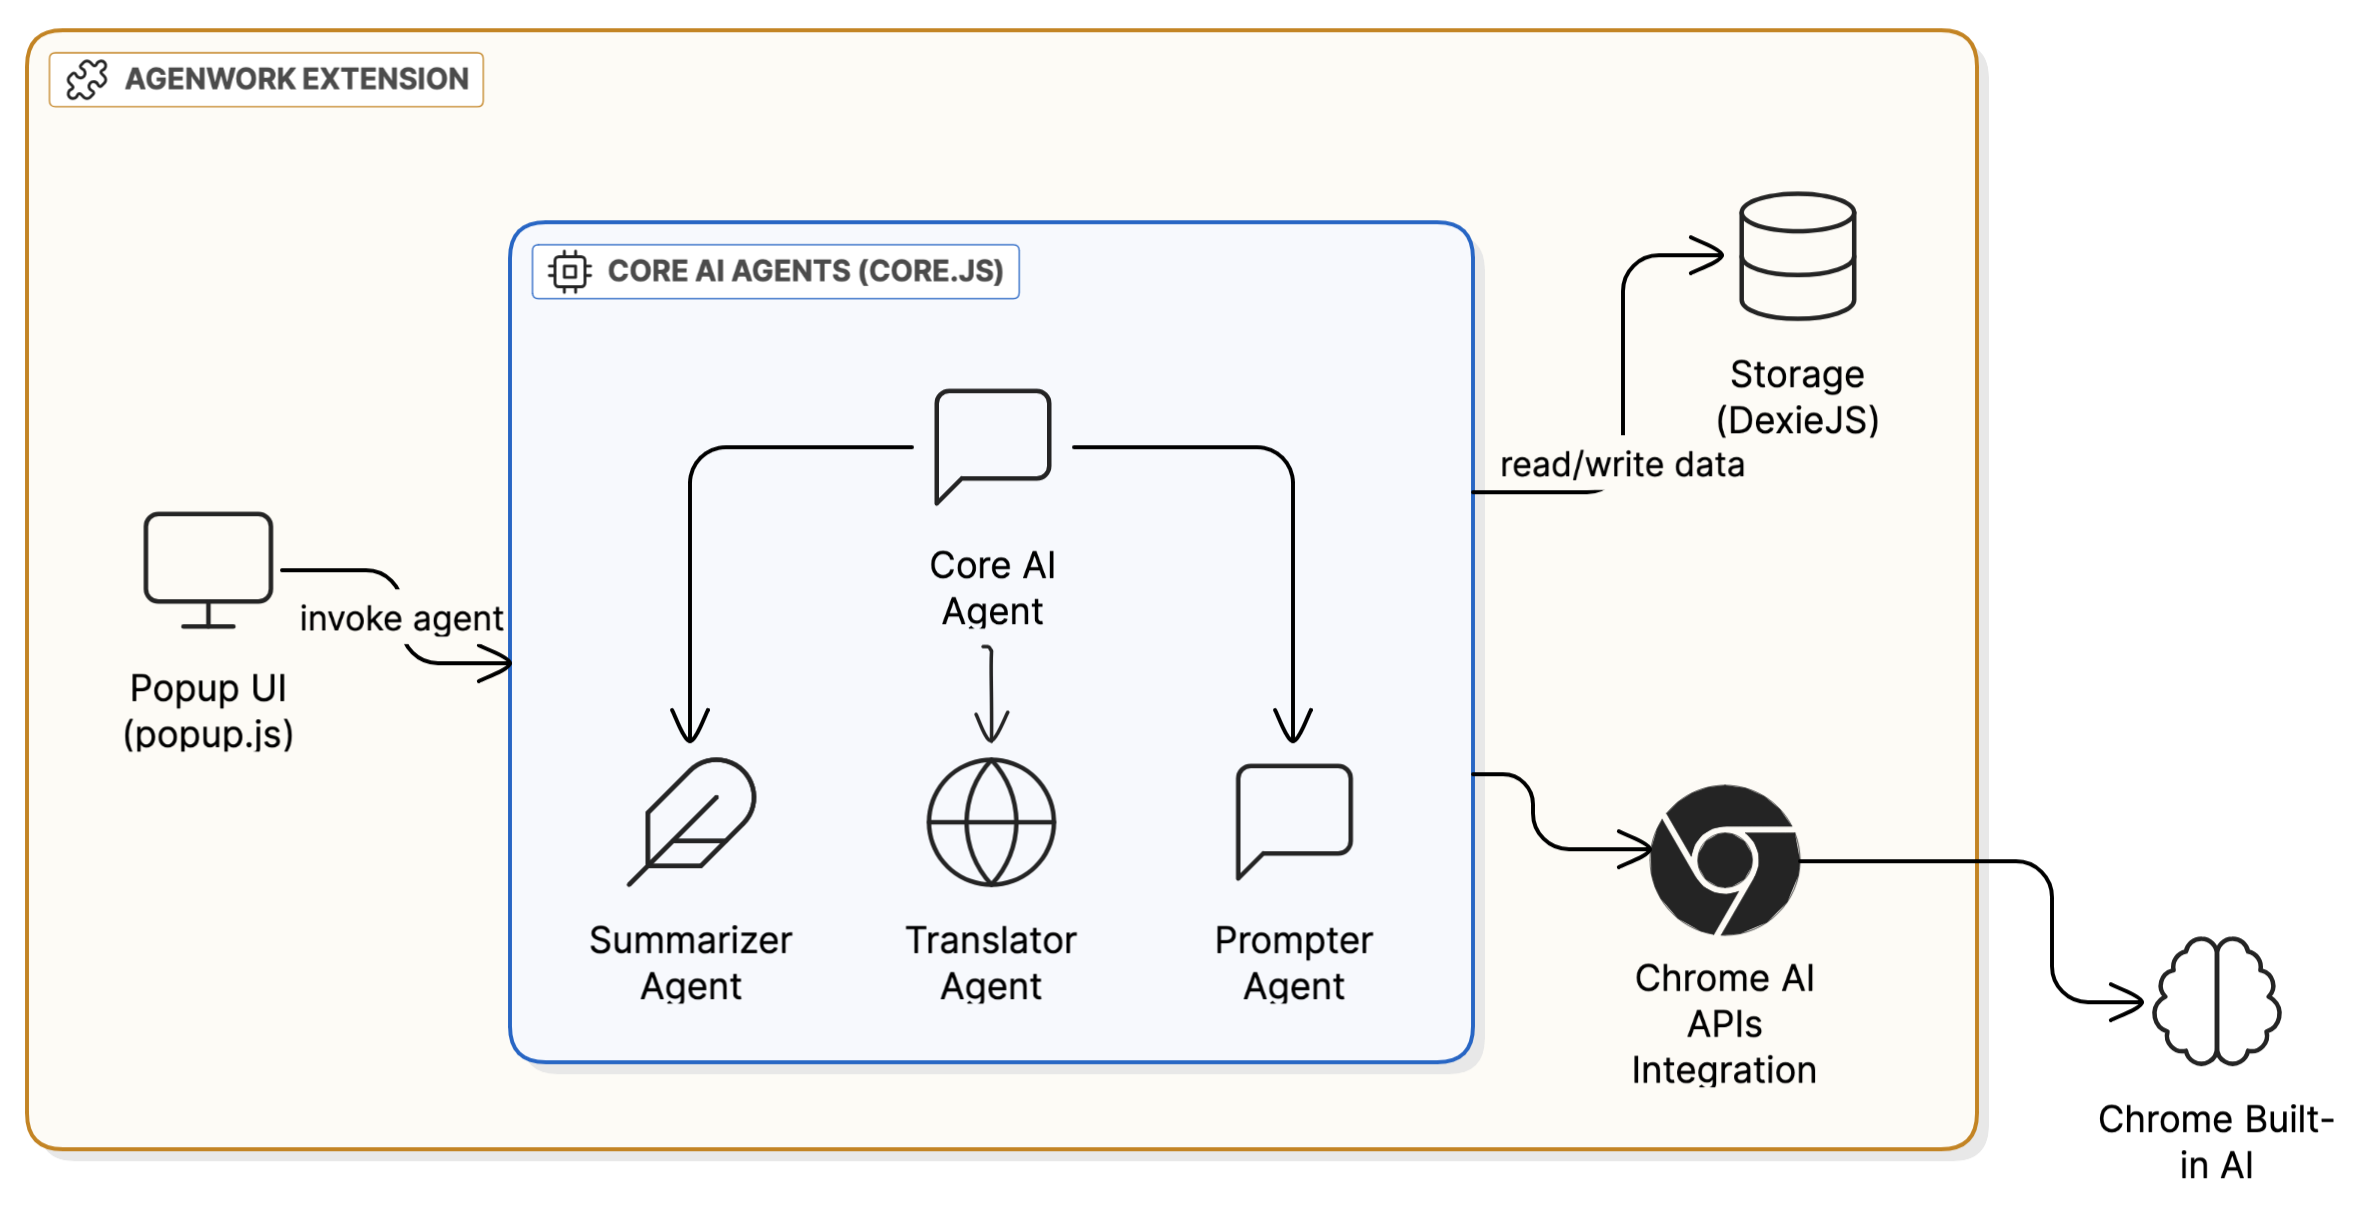 AGENWORK EXTENSION
CORE AI AGENTS (CORE.JS)
Storage
(DexieJS)
read/write data
Core AI
Agent
invoke agent
Popup UI
(popup.js)
Summarizer
Agent
Translator
Agent
Prompter
Agent
Chrome AI
APIs
Integration
Chrome Built-
in AI